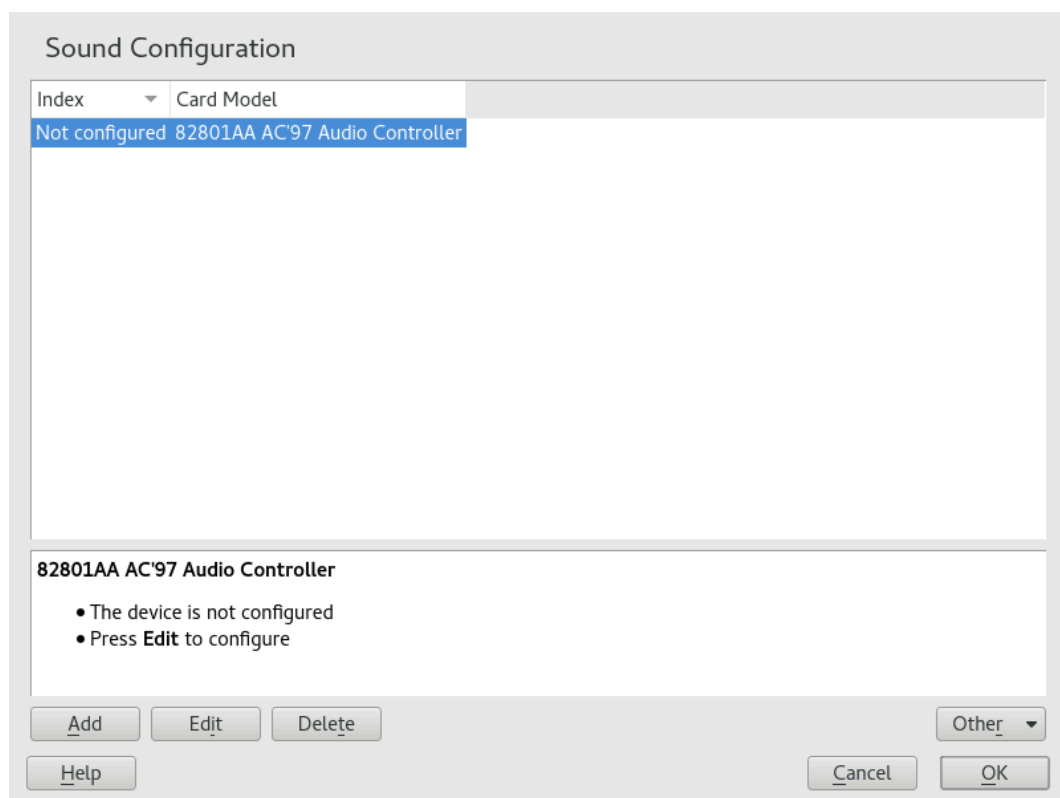 Sound Configuration
Index Card Model
Not configured 82801AA AC'97 Audio Controller
82801AA AC'97 Audio Controller
• The device is not configured
• Press Edit to configure
Add Edit Delete Other
Help Cancel OK